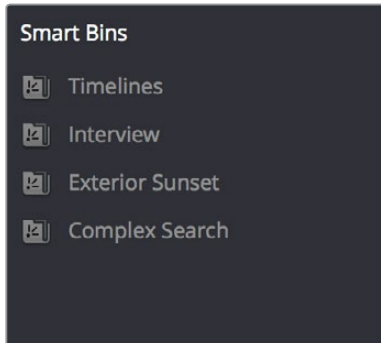 Smart Bins
Timelines
Interview
Exterior Sunset
Complex Search